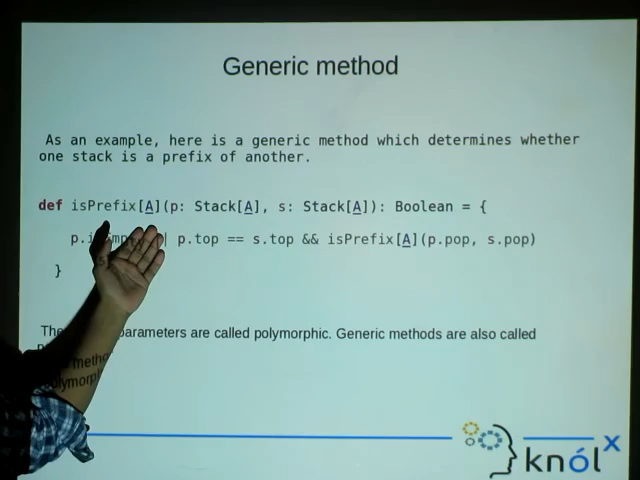 Generic method
As an example, here is a generic method which determines whether
one stack is a prefix of another.
def isPrefix[A](p: Stack[A], s: Stack[A]): Boolean = {
p. | p.top == s.top && isPrefix[A](p.pop, s.pop)
}
parameters are called polymorphic. Generic methods are also called
knólx